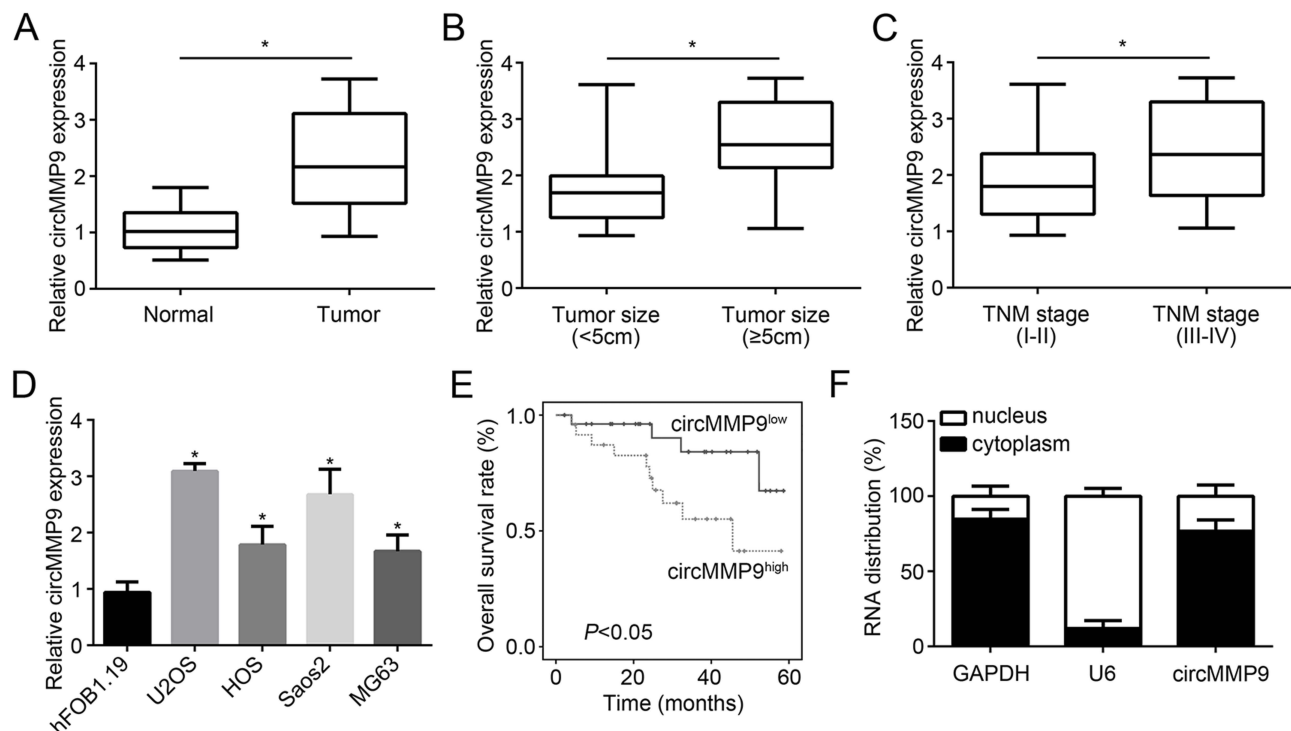 A
Relative circMMP9 expression
4
3
2
1
0
*
Normal
Tumor
B
Relative circMMP9 expression
4
3
2
1
0
*
Tumor size
(<5cm)
Tumor size
(≥5cm)
C
Relative circMMP9 expression
4
3
2
1
0
*
TNM stage
(I-II)
TNM stage
(III-IV)
D
Relative circMMP9 expression
4
3
2
1
0
*
*
*
*
hFOB1.19
U2OS
HOS
Saos2
MG63
E
Overall survival rate (%)
1.0
0.5
0.0
circMMP9low
circMMP9high
P<0.05
0
20
40
60
Time (months)
F
RNA distribution (%)
150
100
50
0
nucleus
cytoplasm
GAPDH
U6
circMMP9